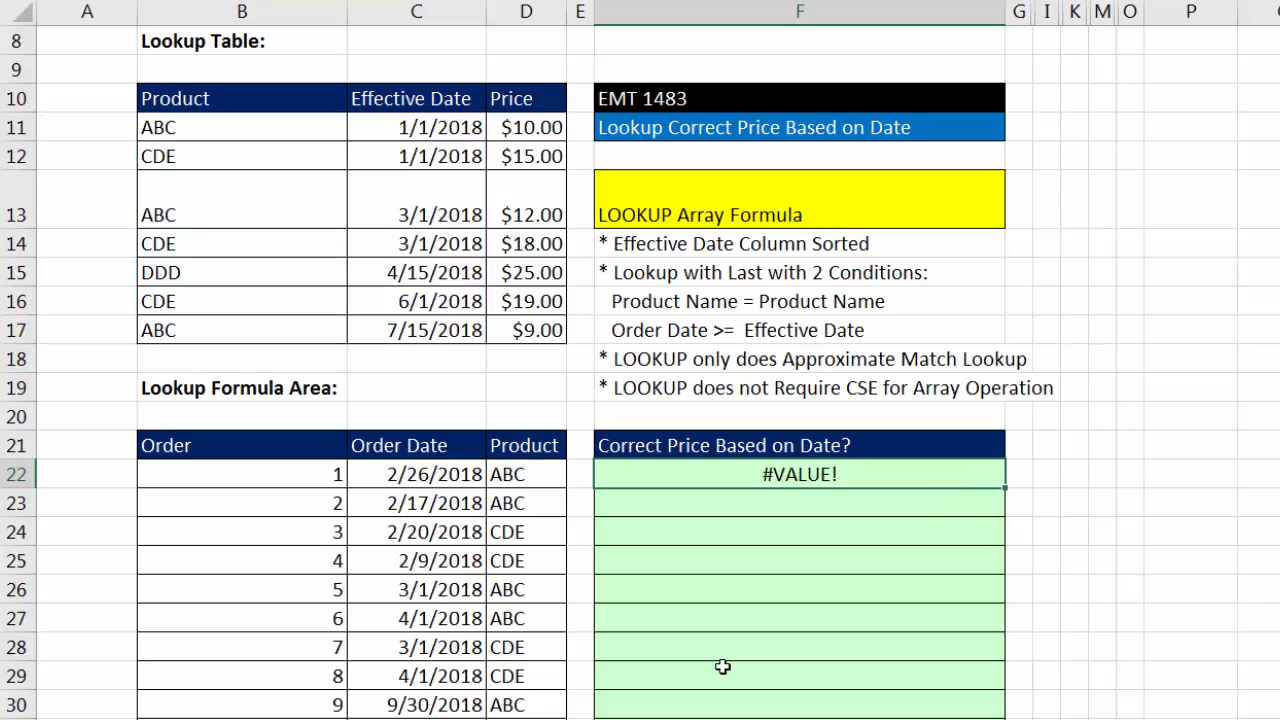 A B C D E F G I K M O P
8 Lookup Table:
9
10 Product Effective Date Price EMT 1483
11 ABC 1/1/2018 $10.00 Lookup Correct Price Based on Date
12 CDE 1/1/2018 $15.00
13 ABC 3/1/2018 $12.00 LOOKUP Array Formula
14 CDE 3/1/2018 $18.00 * Effective Date Column Sorted
15 DDD 4/15/2018 $25.00 * Lookup with Last with 2 Conditions:
16 CDE 6/1/2018 $19.00 Product Name = Product Name
17 ABC 7/15/2018 $9.00 Order Date >= Effective Date
18 * LOOKUP only does Approximate Match Lookup
19 Lookup Formula Area: * LOOKUP does not Require CSE for Array Operation
20
21 Order Order Date Product Correct Price Based on Date?
22 1 2/26/2018 ABC #VALUE!
23 2 2/17/2018 ABC
24 3 2/20/2018 CDE
25 4 2/9/2018 CDE
26 5 3/1/2018 ABC
27 6 4/1/2018 ABC
28 7 3/1/2018 CDE
29 8 4/1/2018 CDE
30 9 9/30/2018 ABC